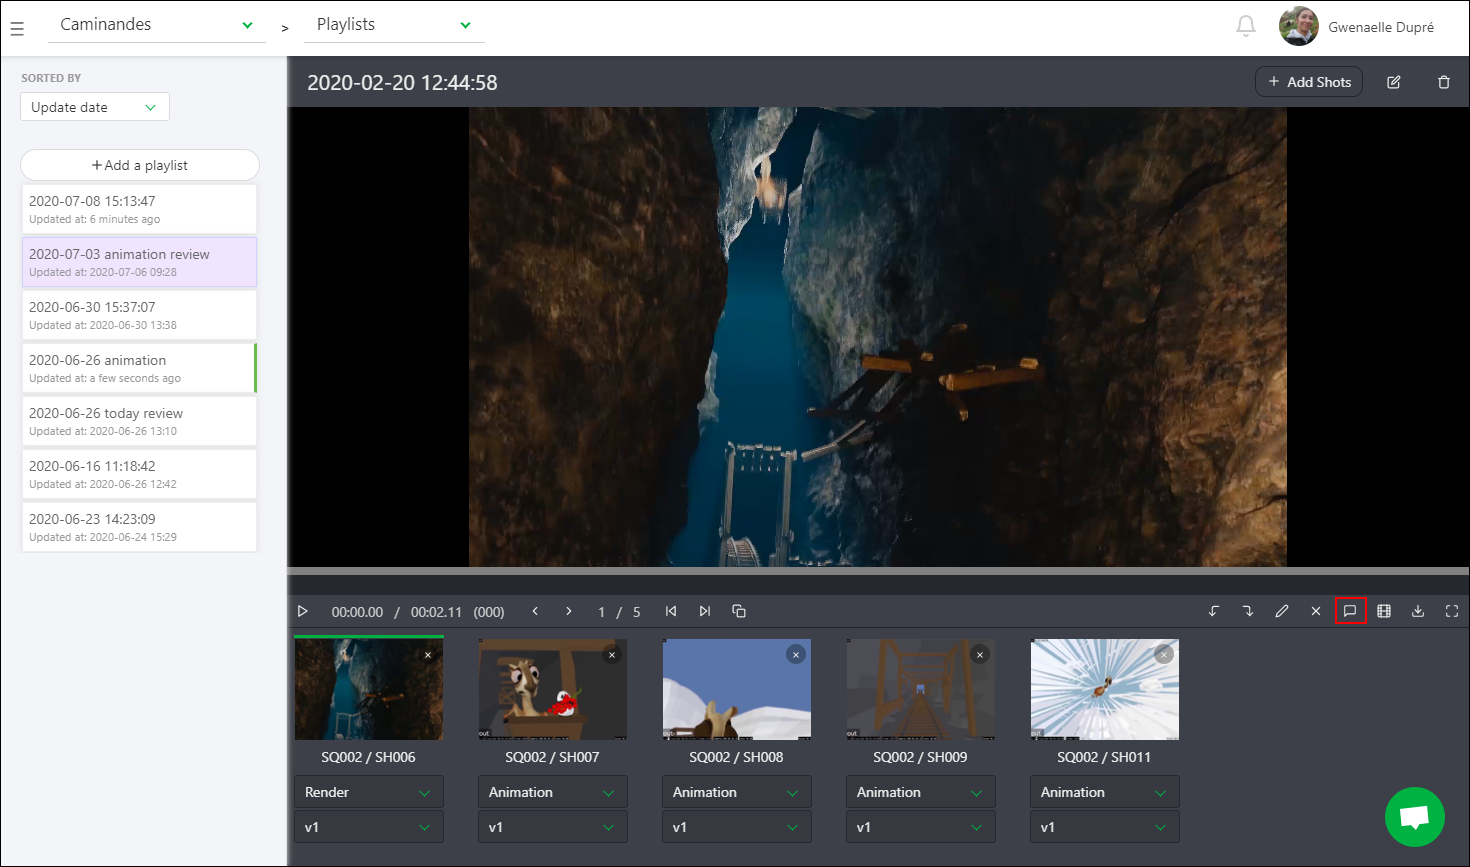 Caminandes > Playlists Gwenaelle Dupré
SORTED BY
Update date
+ Add a playlist
2020-07-08 15:13:47
Updated at: 6 minutes ago
2020-07-03 animation review
Updated at: 2020-07-06 09:28
2020-06-30 15:37:07
Updated at: 2020-06-30 13:38
2020-06-26 animation
Updated at: a few seconds ago
2020-06-26 today review
Updated at: 2020-06-26 13:10
2020-06-16 11:18:42
Updated at: 2020-06-26 12:42
2020-06-23 14:23:09
Updated at: 2020-06-24 15:29
2020-02-20 12:44:58 + Add Shots
00:00.00 / 00:02.11 (000) 1 / 5
out out out out
SQ002 / SH006 SQ002 / SH007 SQ002 / SH008 SQ002 / SH009 SQ002 / SH011
Render Animation Animation Animation Animation
v1 v1 v1 v1 v1